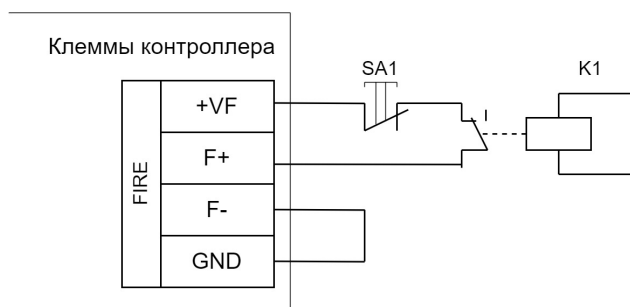 Клеммы контроллера
SA1
K1
FIRE
+VF
F+
F-
GND